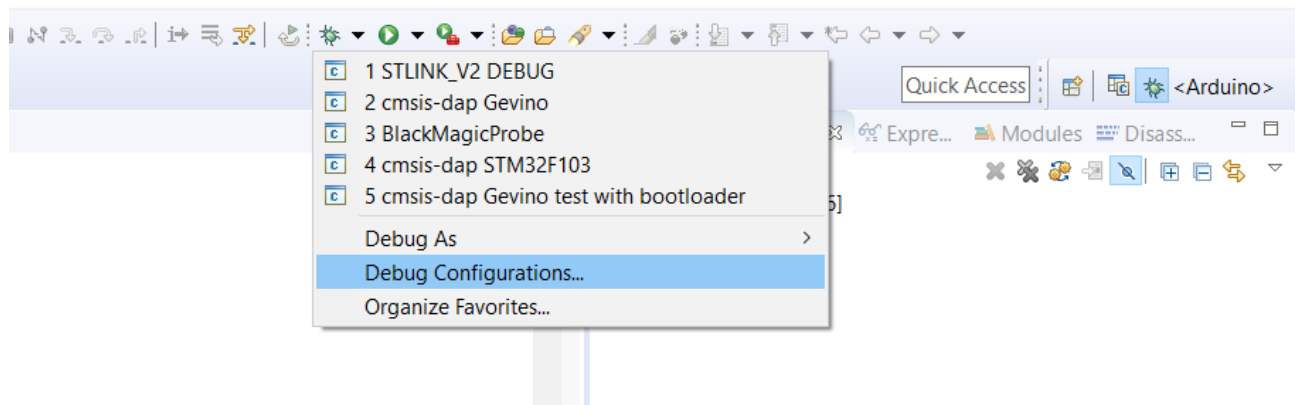 1 STLINK_V2 DEBUG
2 cmsis-dap Gevino
3 BlackMagicProbe
4 cmsis-dap STM32F103
5 cmsis-dap Gevino test with bootloader
Debug As
Debug Configurations...
Organize Favorites...
Quick Access
<Arduino>
Expre... Modules Disass...
]